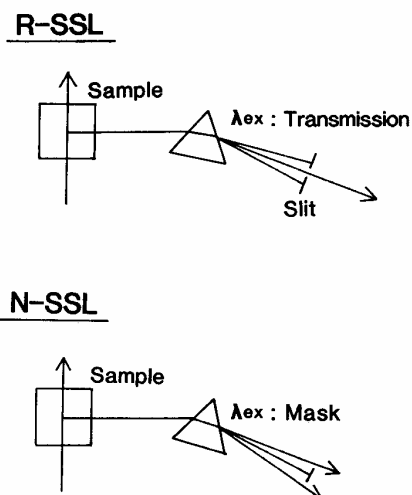 R-SSL
Sample
λex : Transmission
Slit
N-SSL
Sample
λex : Mask